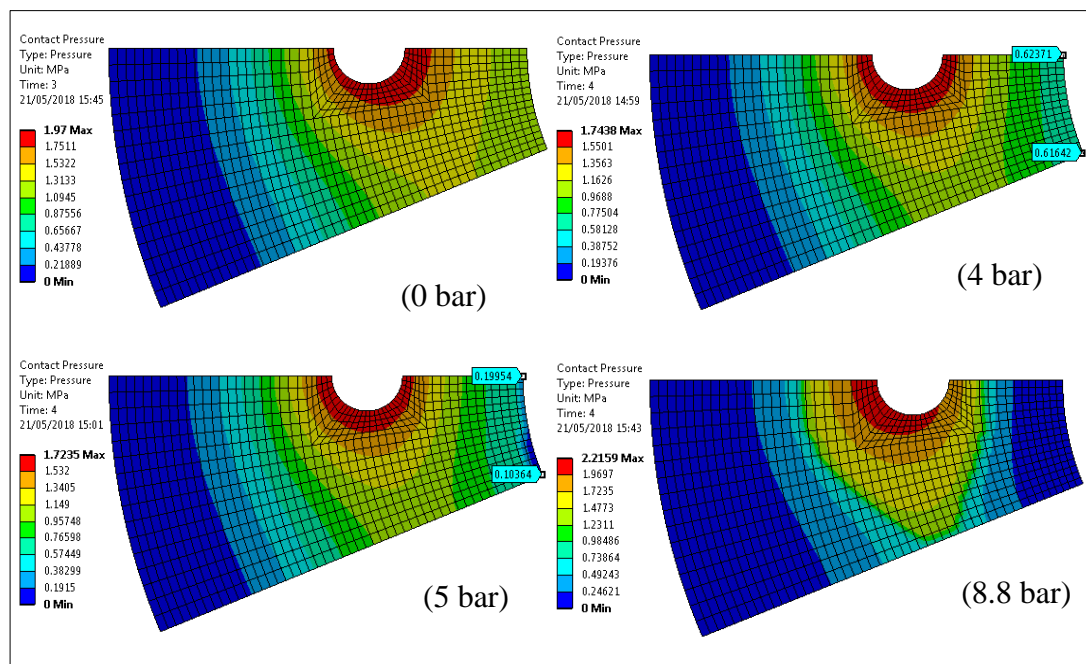 Contact Pressure
Type: Pressure
Unit: MPa
Time: 3
21/05/2018 15:45
1.97 Max
1.7511
1.5322
1.3133
1.0945
0.87556
0.65667
0.43778
0.21889
0 Min
(0 bar)
Contact Pressure
Type: Pressure
Unit: MPa
Time: 4
21/05/2018 14:59
1.7438 Max
1.5501
1.3563
1.1626
0.9688
0.77504
0.58128
0.38752
0.19376
0 Min
0.62371
0.61642
(4 bar)
Contact Pressure
Type: Pressure
Unit: MPa
Time: 4
21/05/2018 15:01
1.7235 Max
1.532
1.3405
1.149
0.95748
0.76598
0.57449
0.38299
0.1915
0 Min
0.19954
0.10364
(5 bar)
Contact Pressure
Type: Pressure
Unit: MPa
Time: 4
21/05/2018 15:43
2.2159 Max
1.9697
1.7235
1.4773
1.2311
0.98486
0.73864
0.49243
0.24621
0 Min
(8.8 bar)